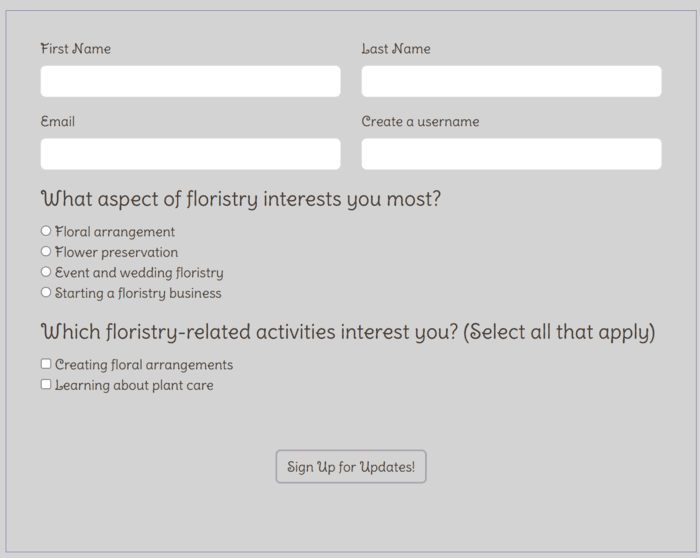 First Name
Last Name
Email
Create a username
What aspect of floristry interests you most?
Floral arrangement
Flower preservation
Event and wedding floristry
Starting a floristry business
Which floristry-related activities interest you? (Select all that apply)
Creating floral arrangements
Learning about plant care
Sign Up for Updates!